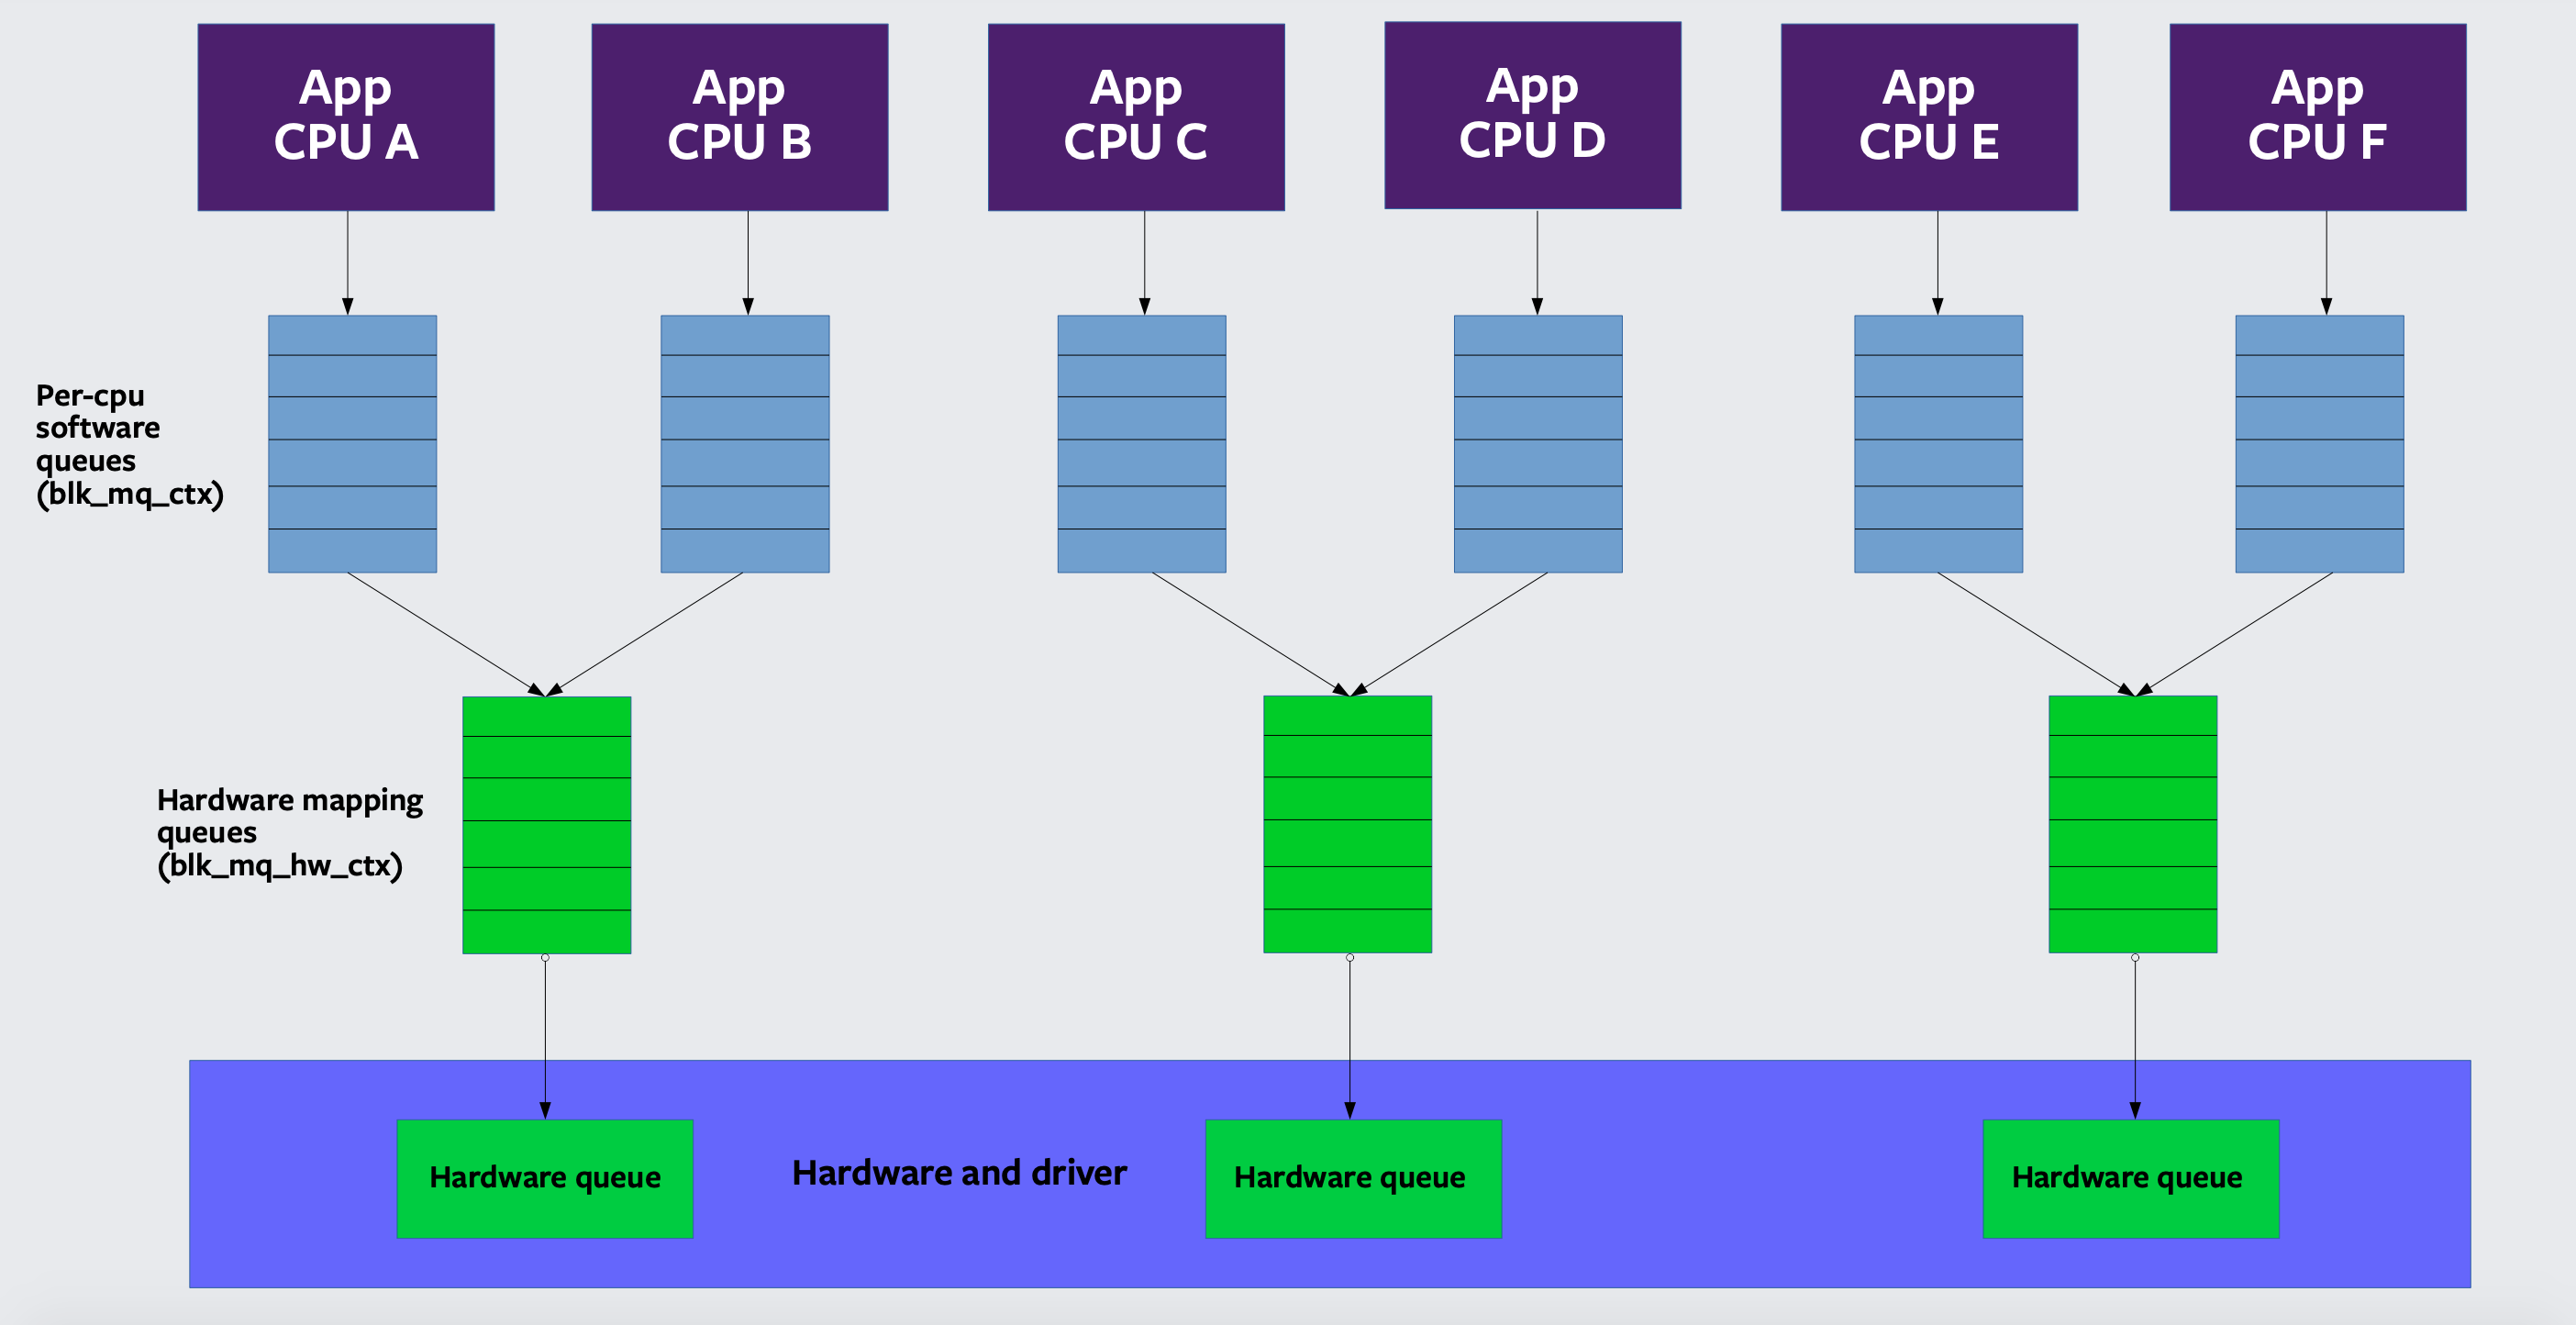 App
CPU A
App
CPU B
App
CPU C
App
CPU D
App
CPU E
App
CPU F
Per-cpu
software
queues
(blk_mq_ctx)
Hardware mapping
queues
(blk_mq_hw_ctx)
Hardware queue
Hardware and driver
Hardware queue
Hardware queue